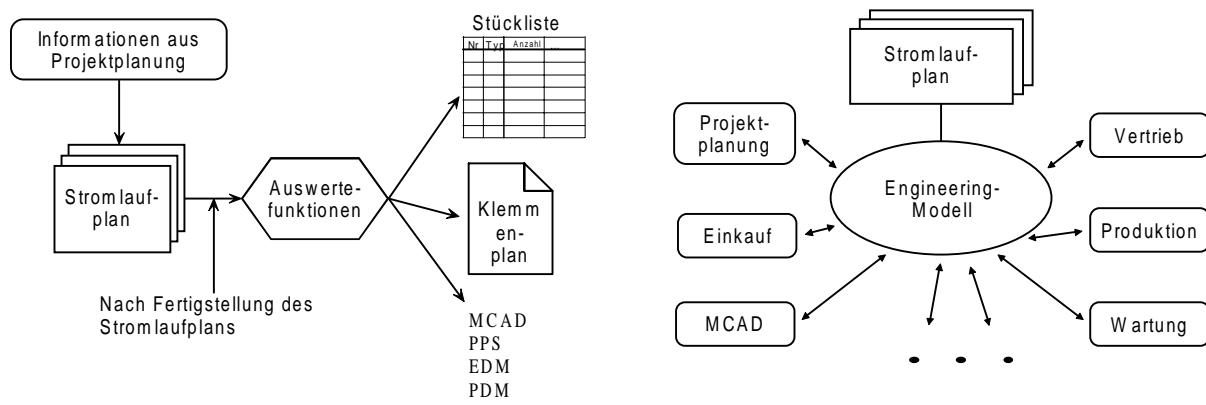 Informationen aus
Projektplanung
Stromlauf-
plan
Nach Fertigstellung des
Stromlaufplans
Auswerte-
funktionen
Stückliste
Nr Typ Anzahl ...
Klemm
en-
plan
MCAD
PPS
EDM
PDM
Stromlauf-
plan
Projekt-
planung
Einkauf
MCAD
Engineering-
Modell
Vertrieb
Produktion
Wartung